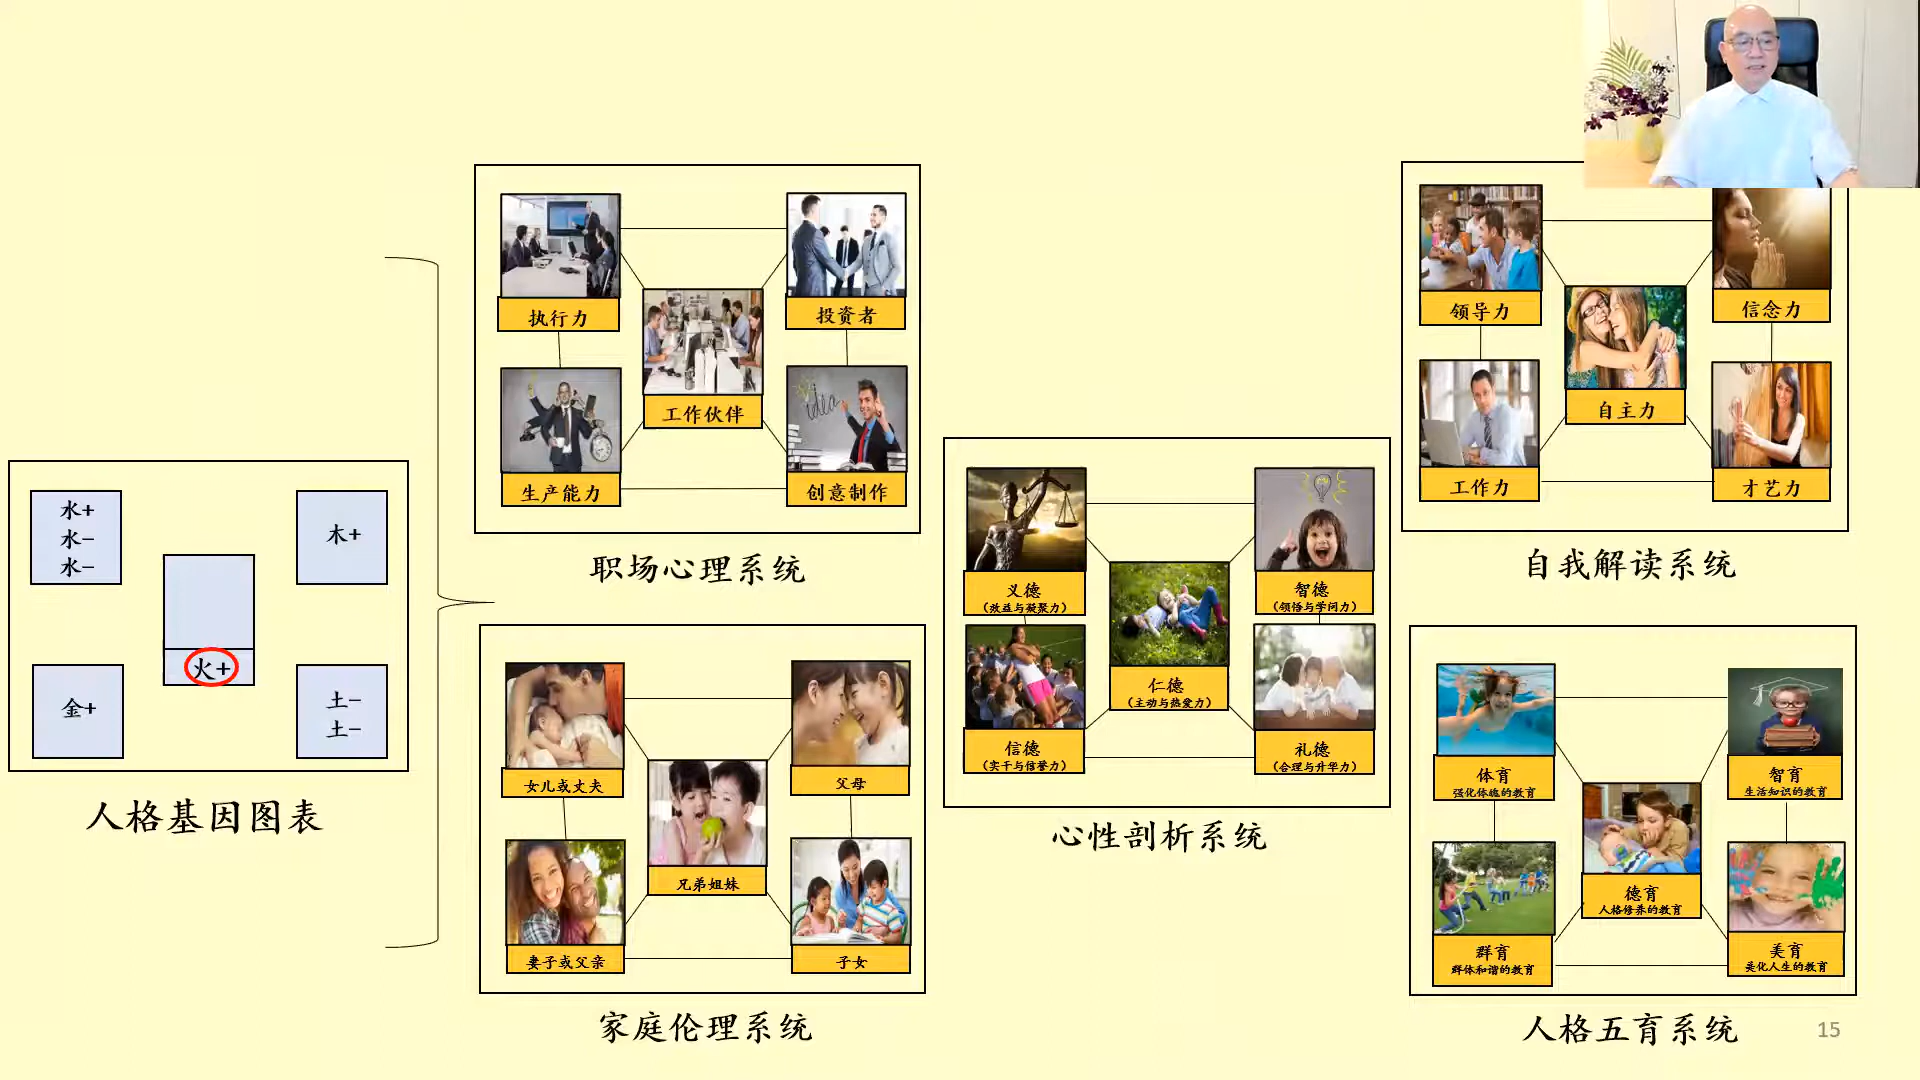 水+
水-
水-
木+
火+
金+
土-
土-
人格基因图表
执行力
投资者
工作伙伴
idea
生产能力
创意制作
职场心理系统
女儿或丈夫
父母
兄弟姐妹
妻子或父亲
子女
家庭伦理系统
义德
(效益与凝聚力)
智德
(领悟与学问力)
仁德
(主动与热爱力)
信德
(实干与信誉力)
礼德
(合理与升华力)
心性剖析系统
领导力
信念力
自主力
工作力
才艺力
自我解读系统
体育
强化体魄的教育
智育
生活知识的教育
德育
人格修养的教育
群育
群体和谐的教育
美育
美化人生的教育
人格五育系统
15